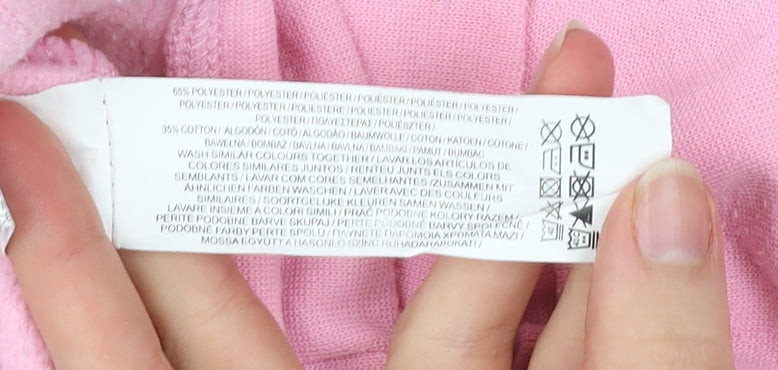 65% POLYESTER / POLYESTER / POLIÉSTER / POLIÈSTER / POLIÉSTER / POLYESTER /
POLYESTER / POLYESTER / POLIESTERE / POLIESTER / POLYESTER / POLYESTER /
POLYESTER / ΠΟΛΥΕΣΤΕΡΑΣ / POLIÉSZTER /
35% COTTON / ALGODÓN / COTÓ / ALGODÃO / BAUMWOLLE / COTON / KATOEN / COTONE /
BAWEŁNA / BOMBAŽ / BAVLNA / BAVLNA / ΒΑΜΒΑΚΙ / PAMUT / BUMBAC
WASH SIMILAR COLOURS TOGETHER / LAVAR LOS ARTÍCULOS DE
COLORES SIMILARES JUNTOS / RENTEU JUNTS ELS COLORS
SEMBLANTS / LAVAR COM CORES SEMELHANTES / ZUSAMMEN MIT
ÄHNLICHEN FARBEN WASCHEN / LAVER AVEC DES COULEURS
SIMILAIRES / SOORTGELIJKE KLEUREN SAMEN WASSEN /
LAVARE INSIEME A COLORI SIMILI / PRAĆ PODOBNE KOLORY RAZEM /
PERITE PODOBNE BARVE SKUPAJ / PERTE PODOBNÉ BARVY SPOLEČNĚ /
PODOBNÉ FARBY PERTE SPOLU / ΠΛΥΝΕΤΕ ΠΑΡΟΜΟΙΑ ΧΡΩΜΑΤΑ ΜΑΖΙ /
MOSSA EGYÜTT A HASONLÓ SZÍNŰ RUHADARABOKAT! /